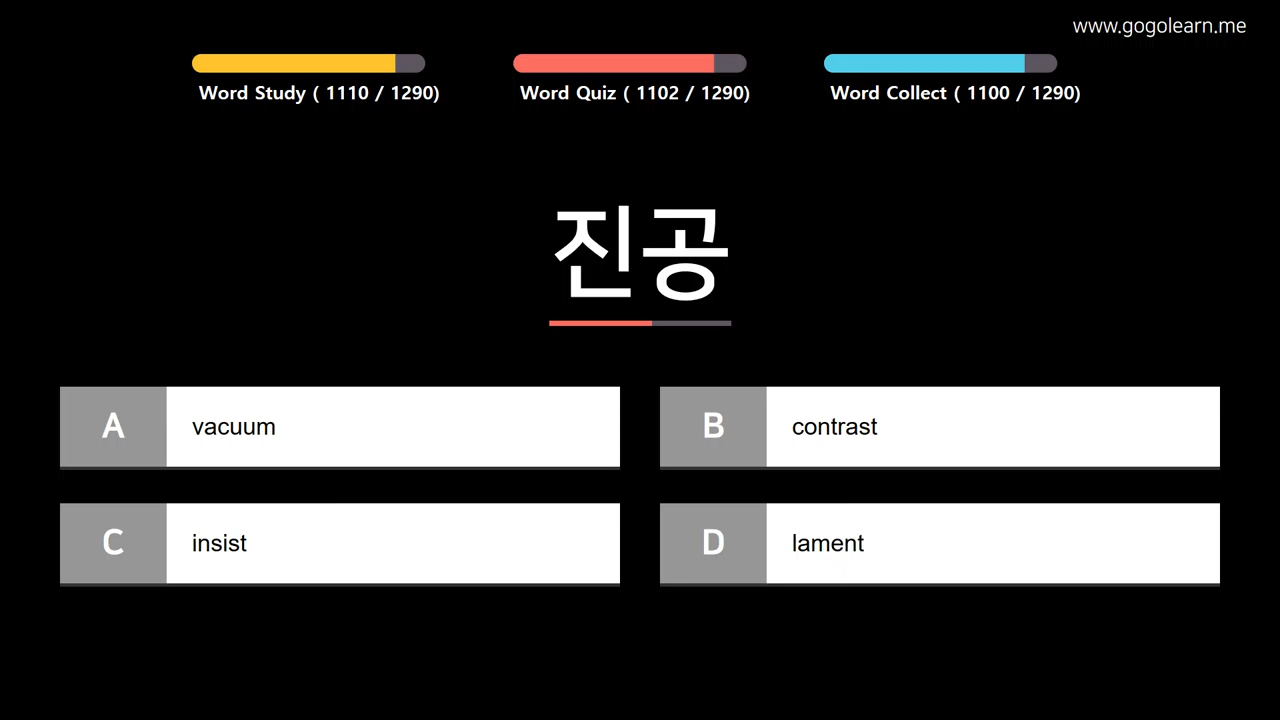 www.gogolearn.me
Word Study ( 1110 / 1290)
Word Quiz ( 1102 / 1290)
Word Collect ( 1100 / 1290)
진공
A vacuum
B contrast
C insist
D lament